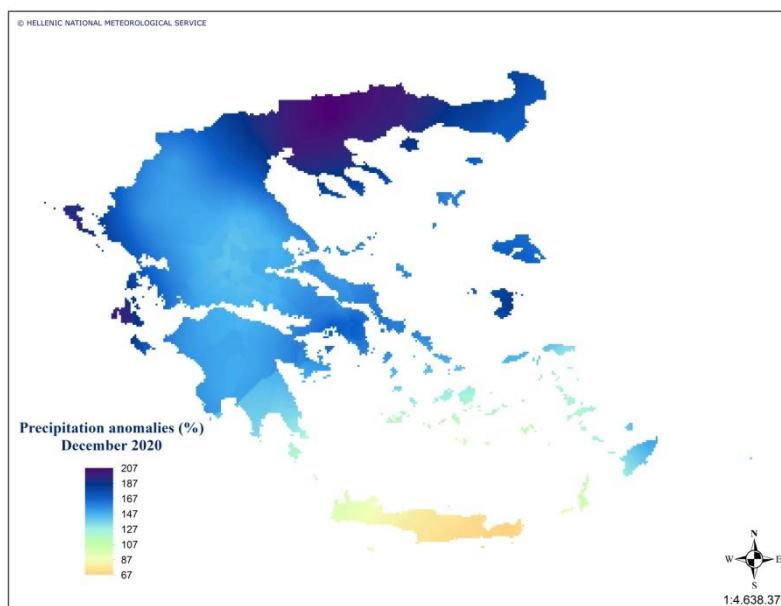 © HELLENIC NATIONAL METEOROLOGICAL SERVICE
Precipitation anomalies (%)
December 2020
207
187
167
147
127
107
87
67
N
W E
S
1:4.638.37